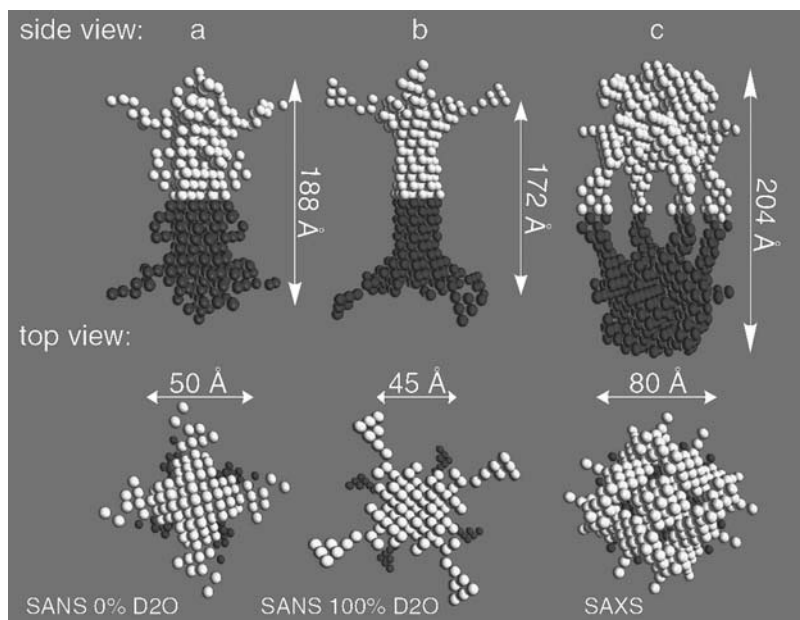 side view: a b c
188 Å
172 Å
204 Å
top view:
50 Å 45 Å 80 Å
SANS 0% D2O SANS 100% D2O SAXS